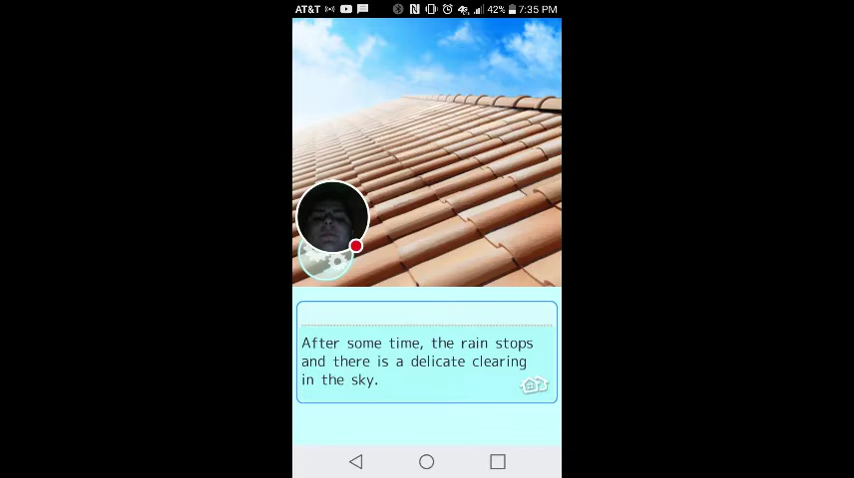 AT&T 42% 7:35 PM
After some time, the rain stops
and there is a delicate clearing
in the sky.